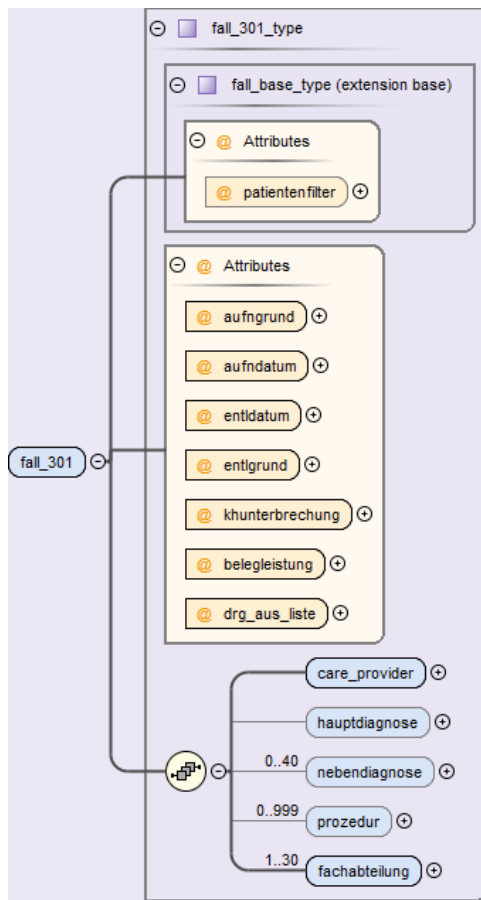 fall_301_type
fall_base_type (extension base)
@ Attributes
@ patientenfilter
@ Attributes
@ aufngrund
@ aufndatum
@ entldatum
@ entlgrund
fall_301
@ khunterbrechung
@ belegleistung
@ drg_aus_liste
care_provider
hauptdiagnose
0..40 nebendiagnose
0..999 prozedur
1..30 fachabteilung